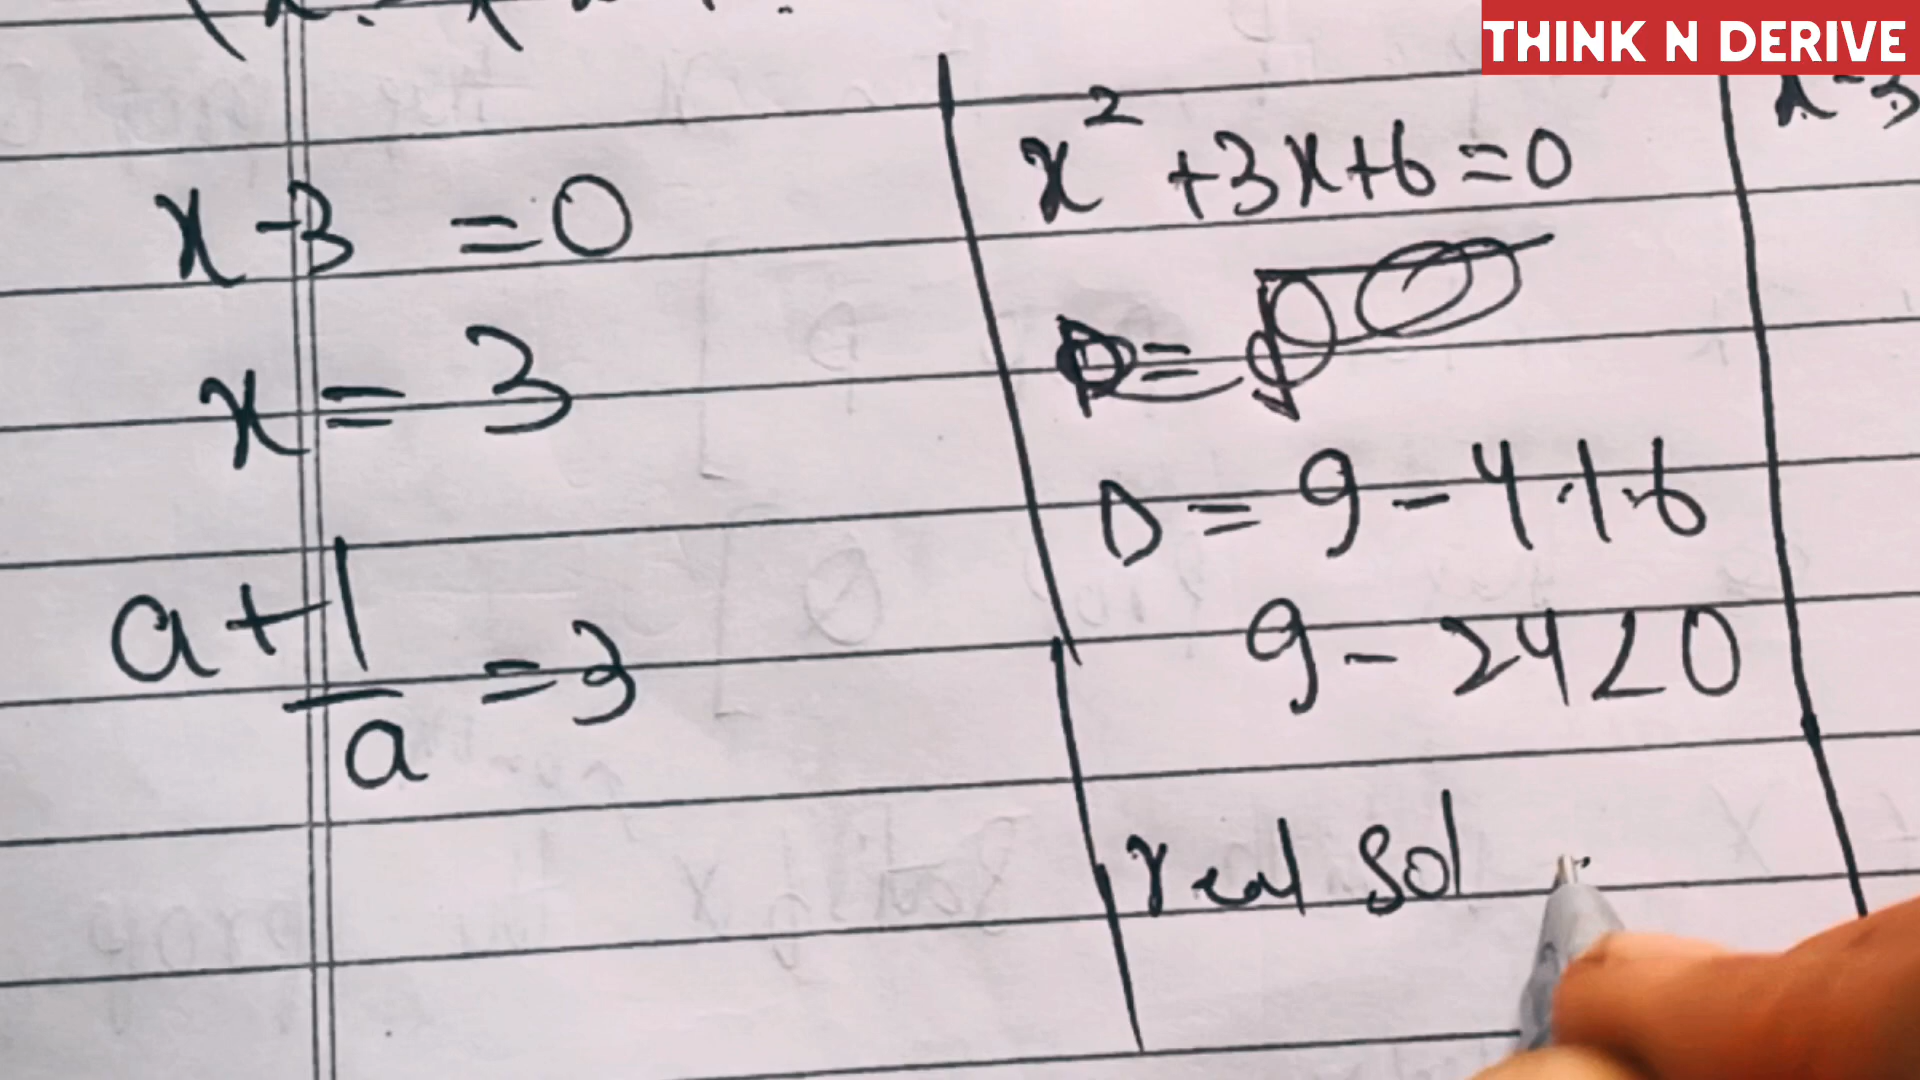 THINK N DERIVE
x - 3 = 0
x = 3
a + 1/a = 3
x² + 3x + 6 = 0
D = 9 - 4.1.6
9 - 24 < 0
real sol
x - 3